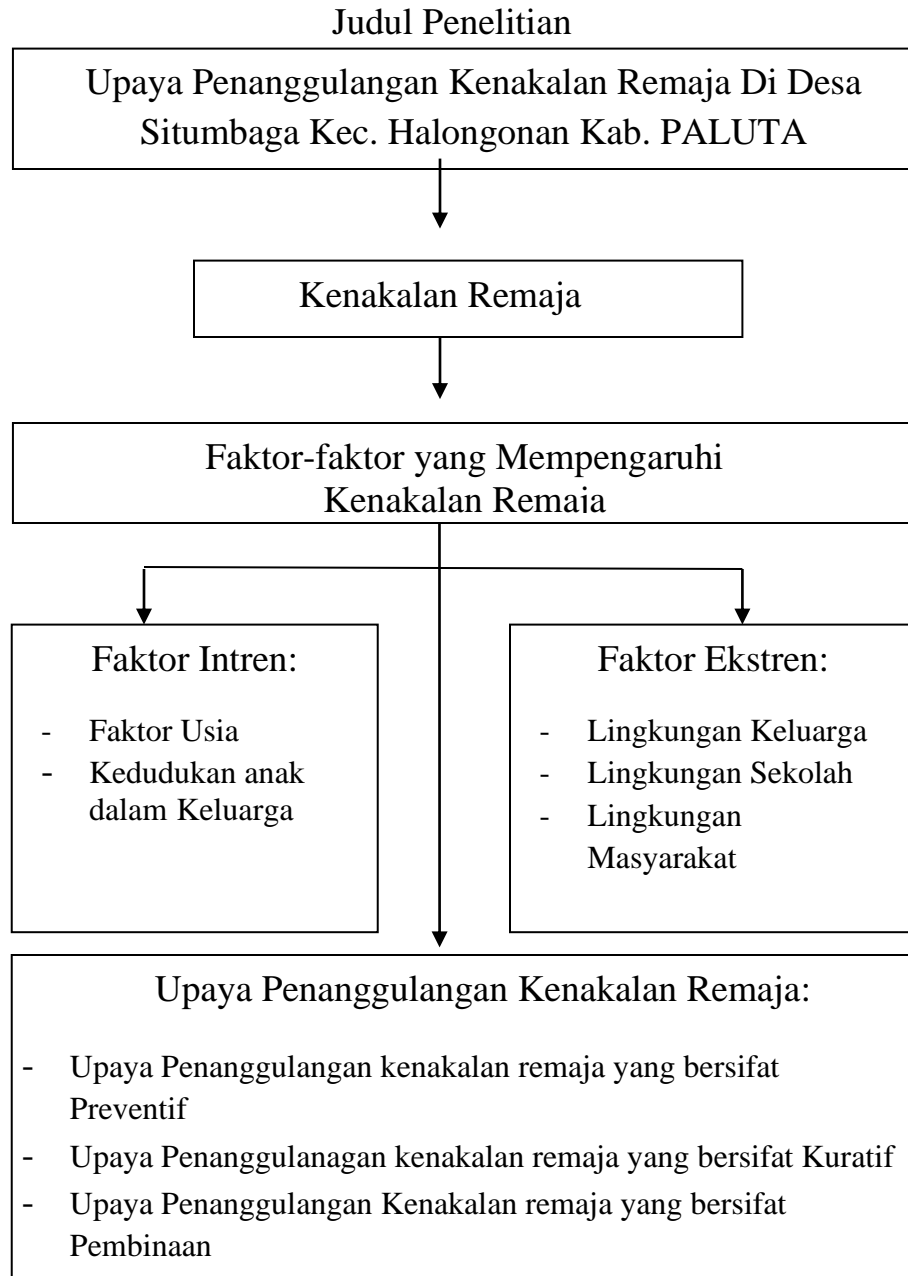 Judul Penelitian
Upaya Penanggulangan Kenakalan Remaja Di Desa
Situmbaga Kec. Halongonan Kab. PALUTA
Kenakalan Remaja
Faktor-faktor yang Mempengaruhi
Kenakalan Remaja
Faktor Intren:
- Faktor Usia
- Kedudukan anak
dalam Keluarga
Faktor Ekstren:
- Lingkungan Keluarga
- Lingkungan Sekolah
- Lingkungan
Masyarakat
Upaya Penanggulangan Kenakalan Remaja:
- Upaya Penanggulangan kenakalan remaja yang bersifat
Preventif
- Upaya Penanggulanagan kenakalan remaja yang bersifat Kuratif
- Upaya Penanggulangan Kenakalan remaja yang bersifat
Pembinaan